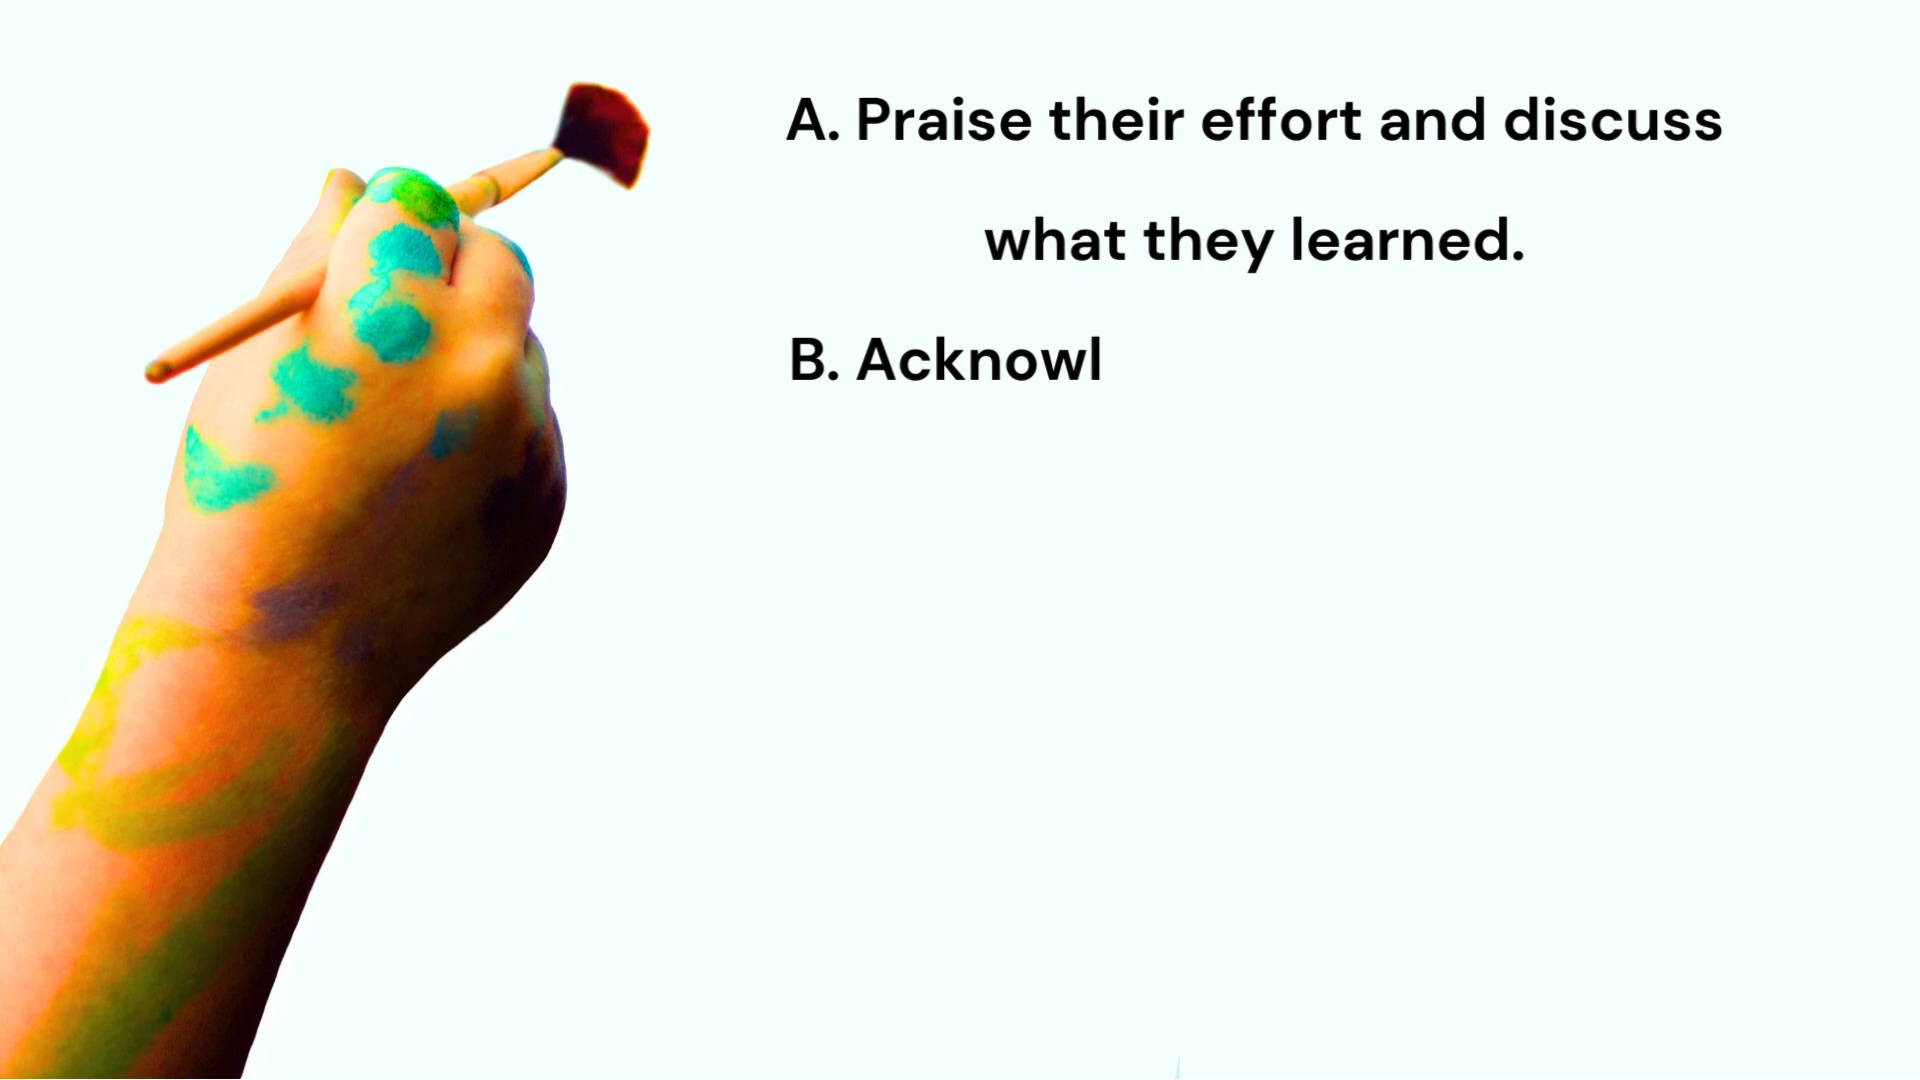 A. Praise their effort and discuss
what they learned.
B. Acknowl